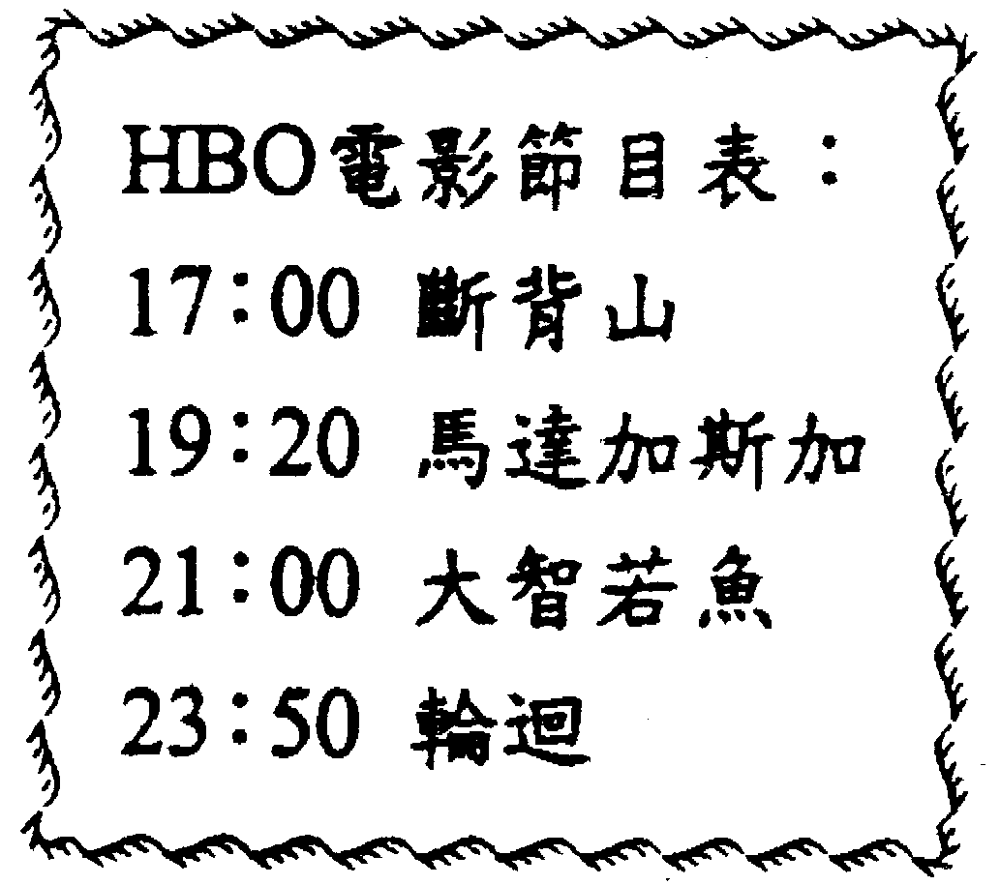 HBO電影節目表：
17：00 斷背山
19：20 馬達加斯加
21：00 大智若魚
23：50 輪迴